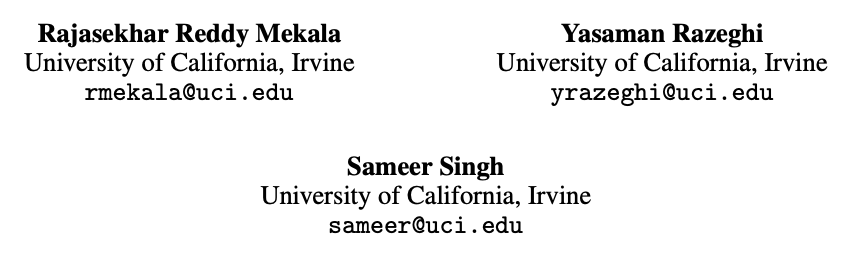 Rajasekhar Reddy Mekala
University of California, Irvine
rmekala@uci.edu
Yasaman Razeghi
University of California, Irvine
yrazeghi@uci.edu
Sameer Singh
University of California, Irvine
sameer@uci.edu